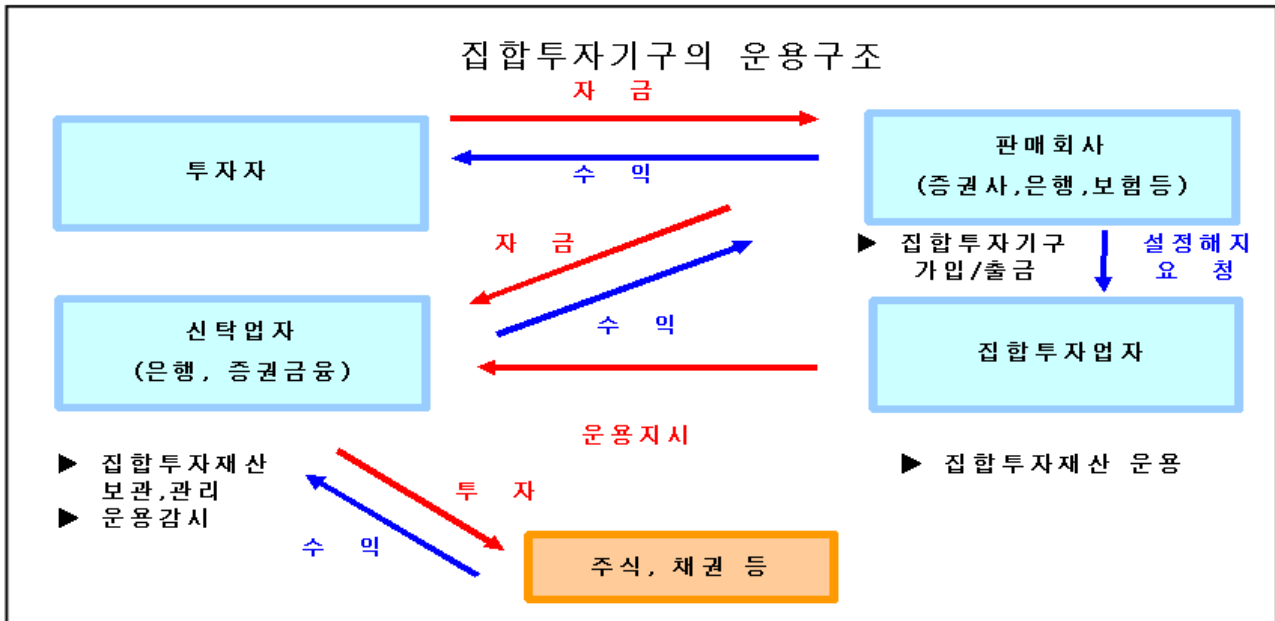 집합투자기구의 운용구조
자 금
투자자
수 익
판매회사
(증권사,은행,보험등)
자 금
수 익
▶ 집합투자기구
가입/출금
설정해지
요 청
신탁업자
(은행, 증권금융)
집합투자업자
운용지시
▶ 집합투자재산
보관,관리
▶ 운용감시
▶ 집합투자재산 운용
투 자
수 익
주식, 채권 등